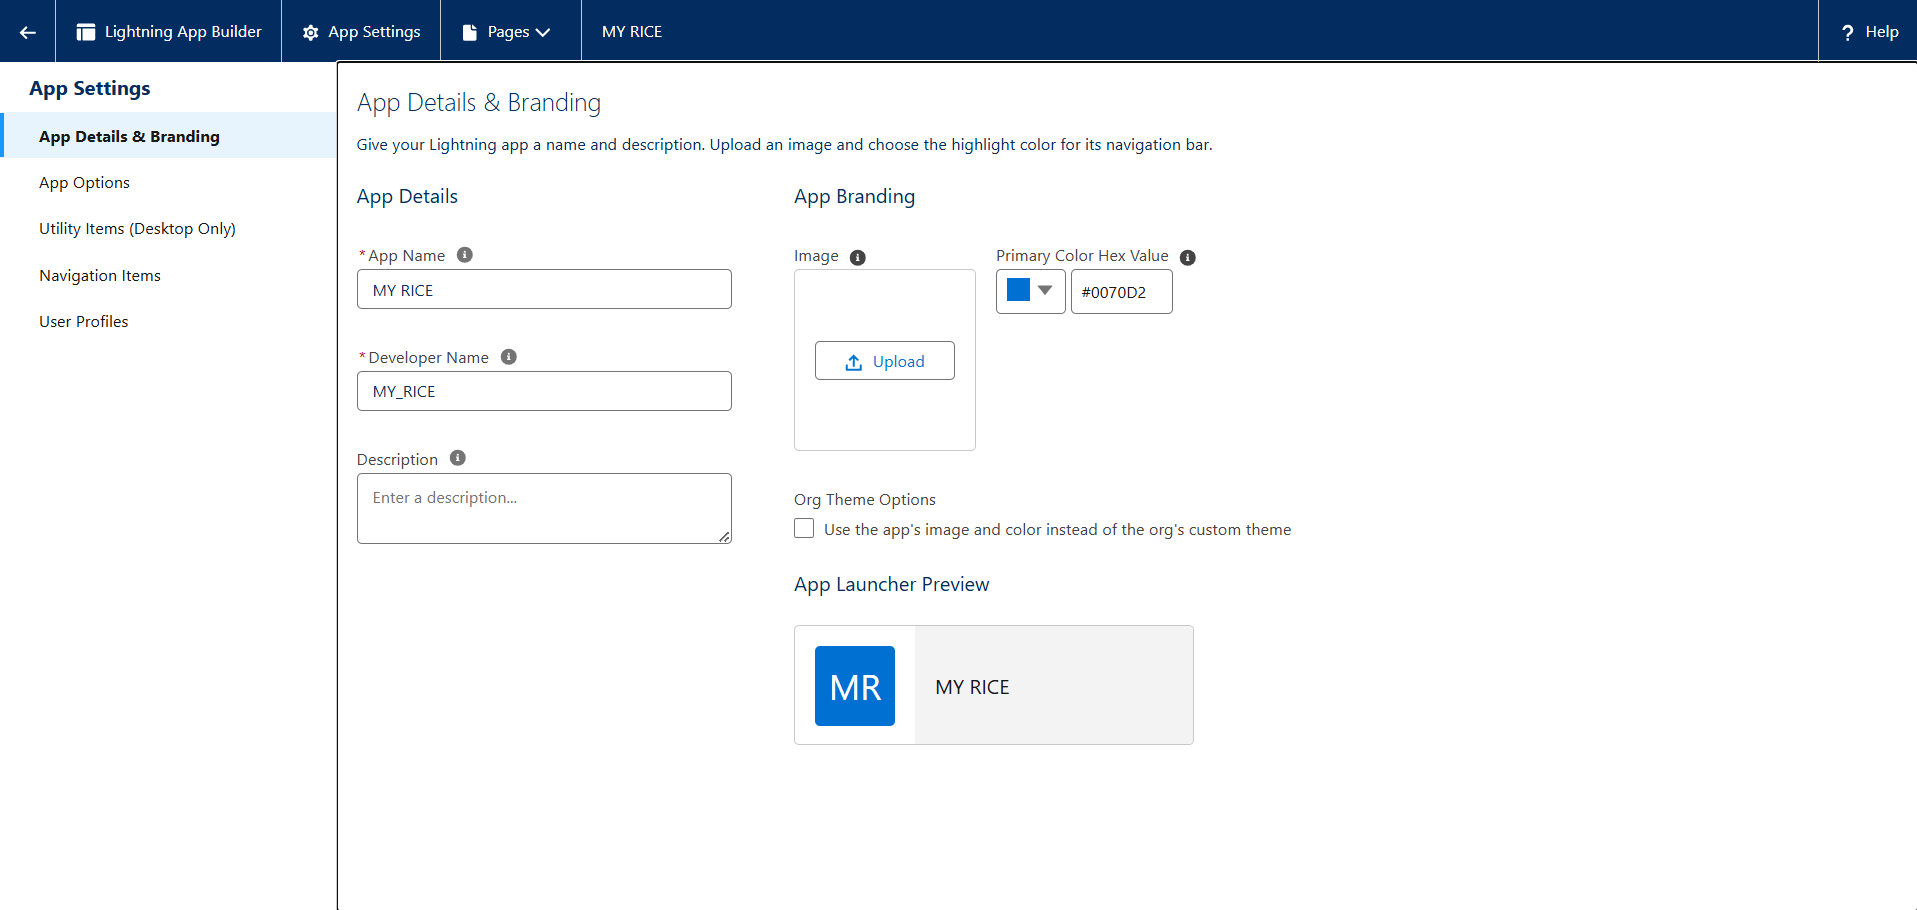 Lightning App Builder
App Settings
Pages
MY RICE
? Help
App Settings
App Details & Branding
App Options
Utility Items (Desktop Only)
Navigation Items
User Profiles
App Details & Branding
Give your Lightning app a name and description. Upload an image and choose the highlight color for its navigation bar.
App Details
* App Name
MY RICE
* Developer Name
MY_RICE
Description
Enter a description...
App Branding
Image
Upload
Primary Color Hex Value
#0070D2
Org Theme Options
Use the app's image and color instead of the org's custom theme
App Launcher Preview
MR
MY RICE